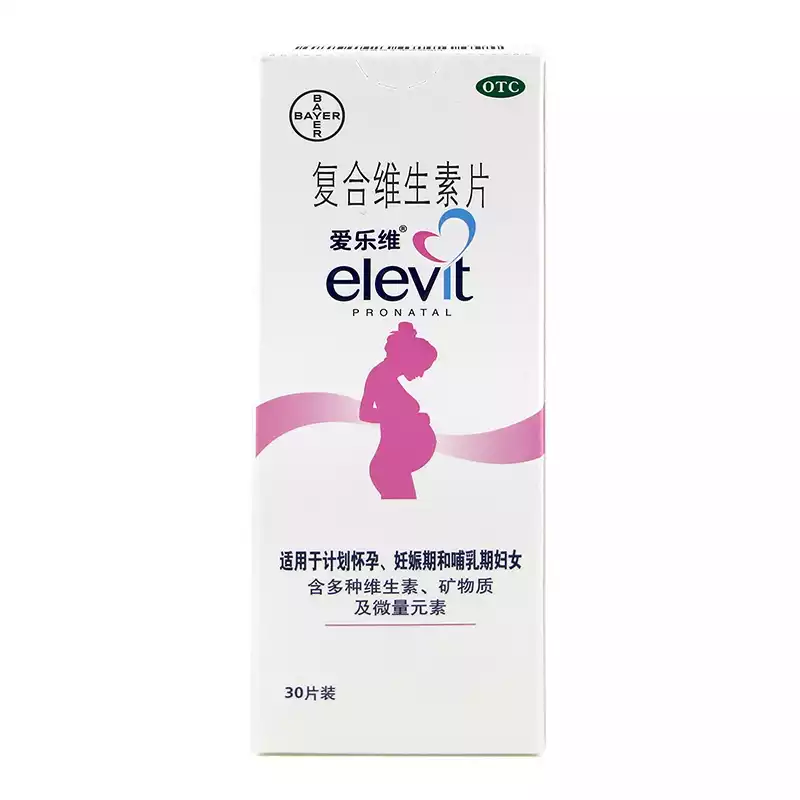 BAYER
BAYER
OTC
复合维生素片
爱乐维®
elevit
PRONATAL
适用于计划怀孕、妊娠期和哺乳期妇女
含多种维生素、矿物质
及微量元素
30片装